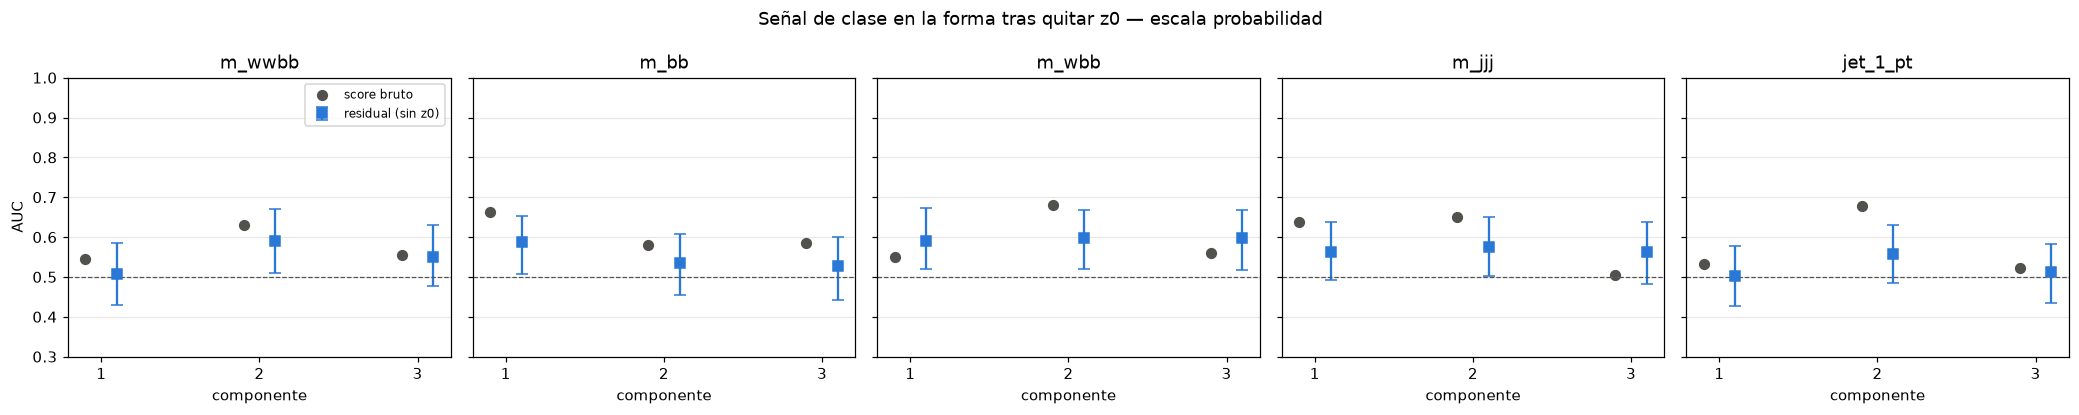 Señal de clase en la forma tras quitar z0 — escala probabilidad
m_wwbb
m_bb
m_wbb
m_jjj
jet_1_pt
score bruto
residual (sin z0)
AUC
1.0
0.9
0.8
0.7
0.6
0.5
0.4
0.3
1 2 3
1 2 3
1 2 3
1 2 3
1 2 3
componente
componente
componente
componente
componente